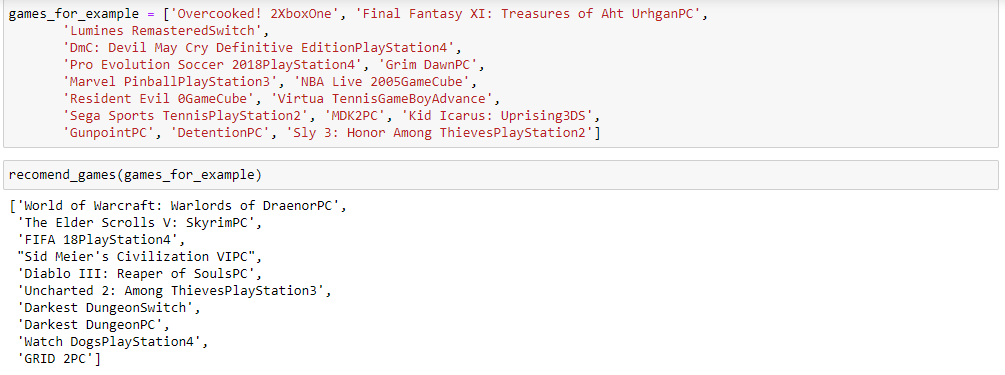 games_for_example = ['Overcooked! 2XboxOne', 'Final Fantasy XI: Treasures of Aht UrhganPC',
'Lumines RemasteredSwitch',
'DmC: Devil May Cry Definitive EditionPlayStation4',
'Pro Evolution Soccer 2018PlayStation4', 'Grim DawnPC',
'Marvel PinballPlayStation3', 'NBA Live 2005GameCube',
'Resident Evil 0GameCube', 'Virtua TennisGameBoyAdvance',
'Sega Sports TennisPlayStation2', 'MDK2PC', 'Kid Icarus: Uprising3DS',
'GunpointPC', 'DetentionPC', 'Sly 3: Honor Among ThievesPlayStation2']
recomend_games(games_for_example)
['World of Warcraft: Warlords of DraenorPC',
'The Elder Scrolls V: SkyrimPC',
'FIFA 18PlayStation4',
"Sid Meier's Civilization VIPC",
'Diablo III: Reaper of SoulsPC',
'Uncharted 2: Among ThievesPlayStation3',
'Darkest DungeonSwitch',
'Darkest DungeonPC',
'Watch DogsPlayStation4',
'GRID 2PC']